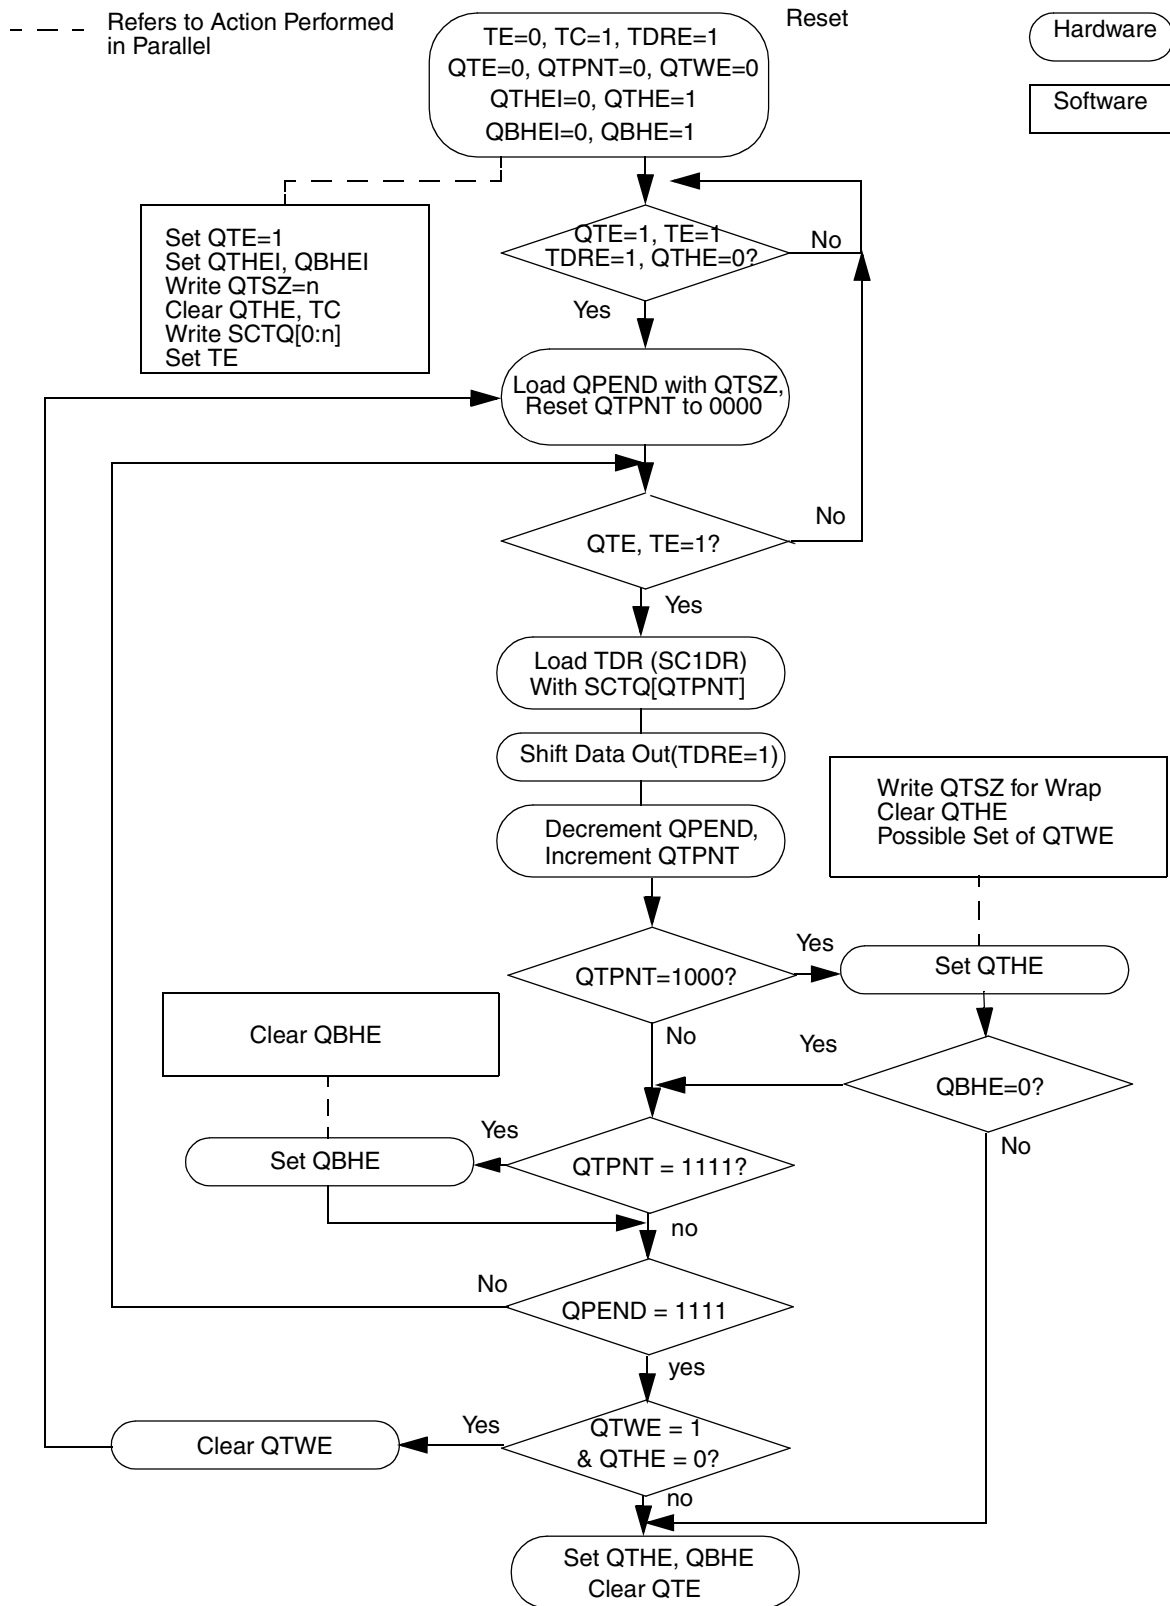 Refers to Action Performed
in Parallel
Reset
Hardware
Software
TE=0, TC=1, TDRE=1
QTE=0, QTPNT=0, QTWE=0
QTHEI=0, QTHE=1
QBHEI=0, QBHE=1
Set QTE=1
Set QTHEI, QBHEI
Write QTSZ=n
Clear QTHE, TC
Write SCTQ[0:n]
Set TE
QTE=1, TE=1
TDRE=1, QTHE=0?
No
Yes
Load QPEND with QTSZ,
Reset QTPNT to 0000
QTE, TE=1?
No
Yes
Load TDR (SC1DR)
With SCTQ[QTPNT]
Shift Data Out(TDRE=1)
Decrement QPEND,
Increment QTPNT
Write QTSZ for Wrap
Clear QTHE
Possible Set of QTWE
QTPNT=1000?
Yes
Set QTHE
No
Clear QBHE
Yes
QBHE=0?
No
Yes
Set QBHE
QTPNT = 1111?
no
No
QPEND = 1111
yes
Clear QTWE
Yes
QTWE = 1
& QTHE = 0?
no
Set QTHE, QBHE
Clear QTE